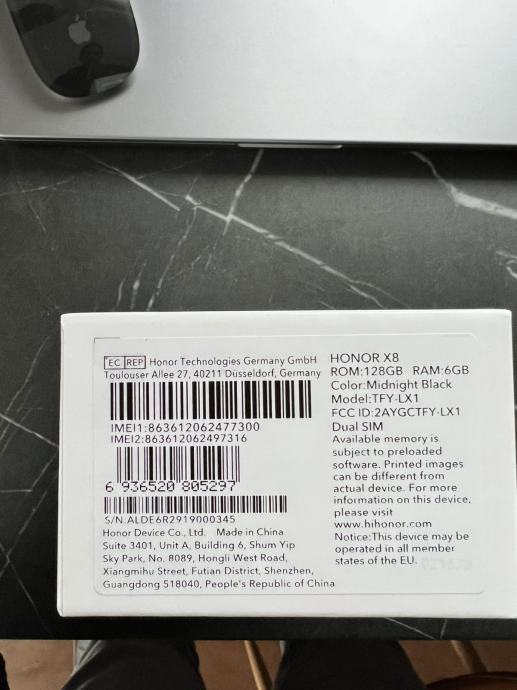 EC REP Honor Technologies Germany GmbH
Toulouser Allee 27, 40211 Düsseldorf, Germany
IMEI1:863612062477300
IMEI2:863612062497316
6 936520 805297
S/N:ALDE6R2919000345
Honor Device Co., Ltd. Made in China
Suite 3401, Unit A, Building 6, Shum Yip
Sky Park, No. 8089, Hongli West Road,
Xiangmihu Street, Futian District, Shenzhen,
Guangdong 518040, People's Republic of China
HONOR X8
ROM:128GB RAM:6GB
Color:Midnight Black
Model:TFY-LX1
FCC ID:2AYGCTFY-LX1
Dual SIM
Available memory is
subject to preloaded
software. Printed images
can be different from
actual device. For more
information on this device,
please visit
www.hihonor.com
Notice:This device may be
operated in all member
states of the EU.